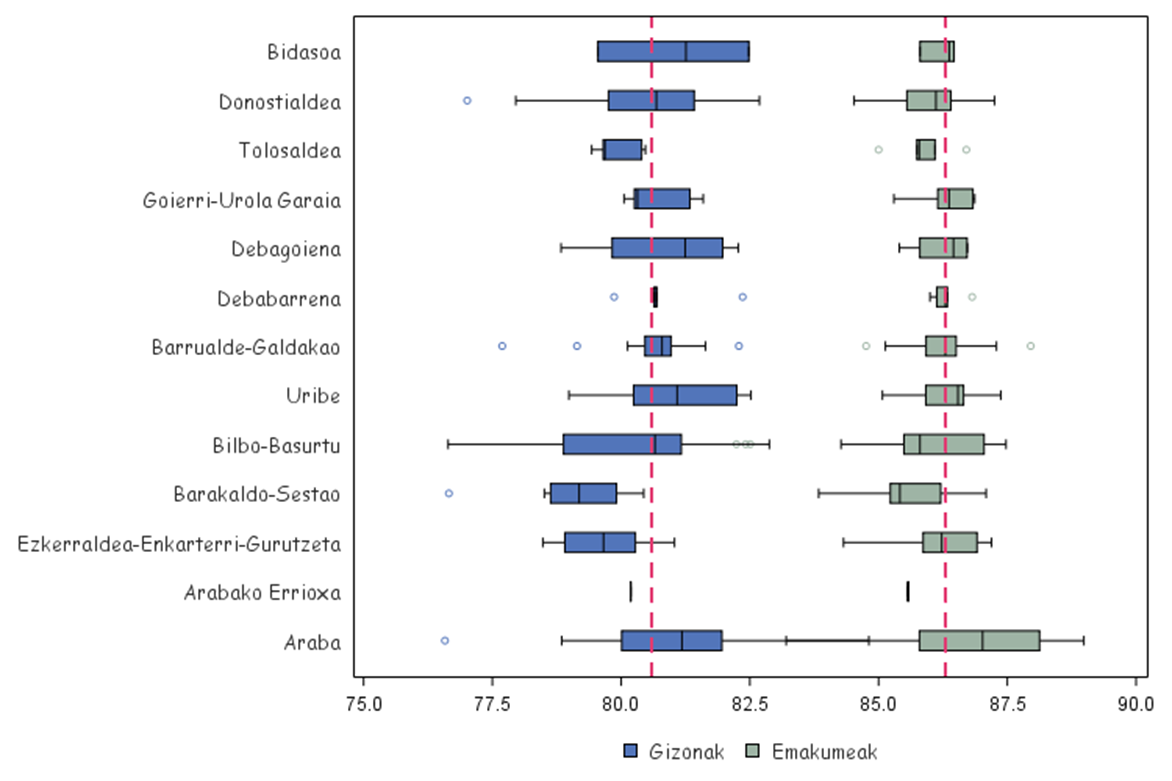 Bidasoa
Donostialdea
Tolosaldea
Goierri-Urola Garaia
Debagoiena
Debabarrena
Barrualde-Galdakao
Uribe
Bilbo-Basurtu
Barakaldo-Sestao
Ezkerraldea-Enkarterri-Gurutzeta
Arabako Errioxa
Araba
75.0 77.5 80.0 82.5 85.0 87.5 90.0
Gizonak Emakumeak